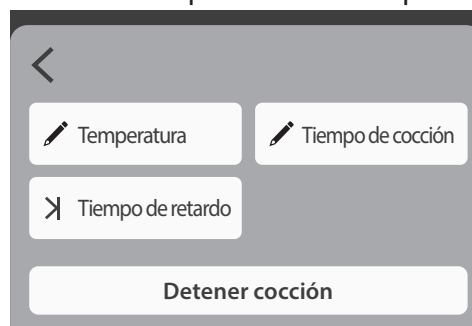 Temperatura
Tiempo de cocción
Tiempo de retardo
Detener cocción